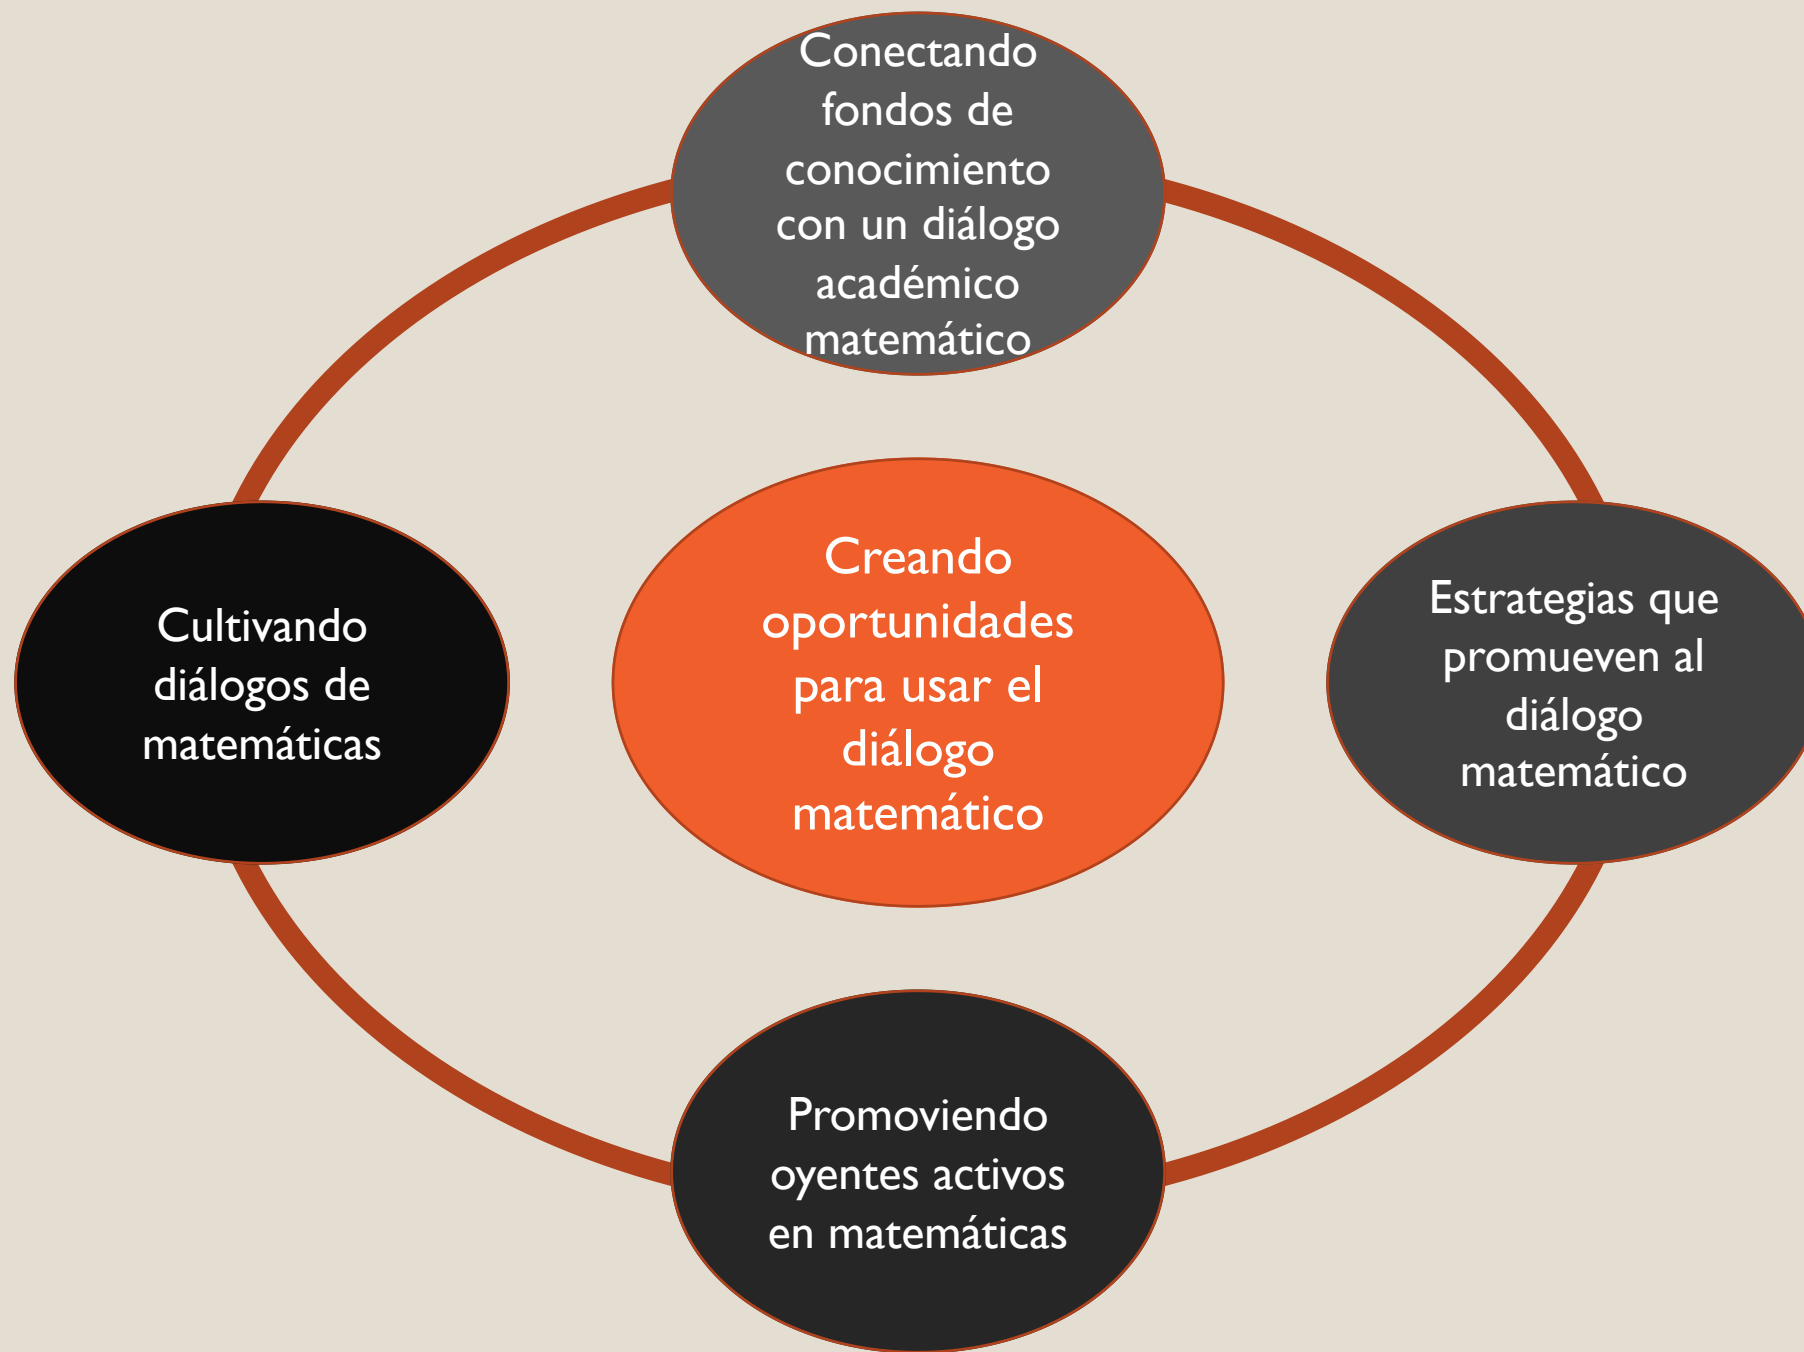 Conectando
fondos de
conocimiento
con un diálogo
académico
matemático
Creando
oportunidades
para usar el
diálogo
matemático
Cultivando
diálogos de
matemáticas
Estrategias que
promueven al
diálogo
matemático
Promoviendo
oyentes activos
en matemáticas